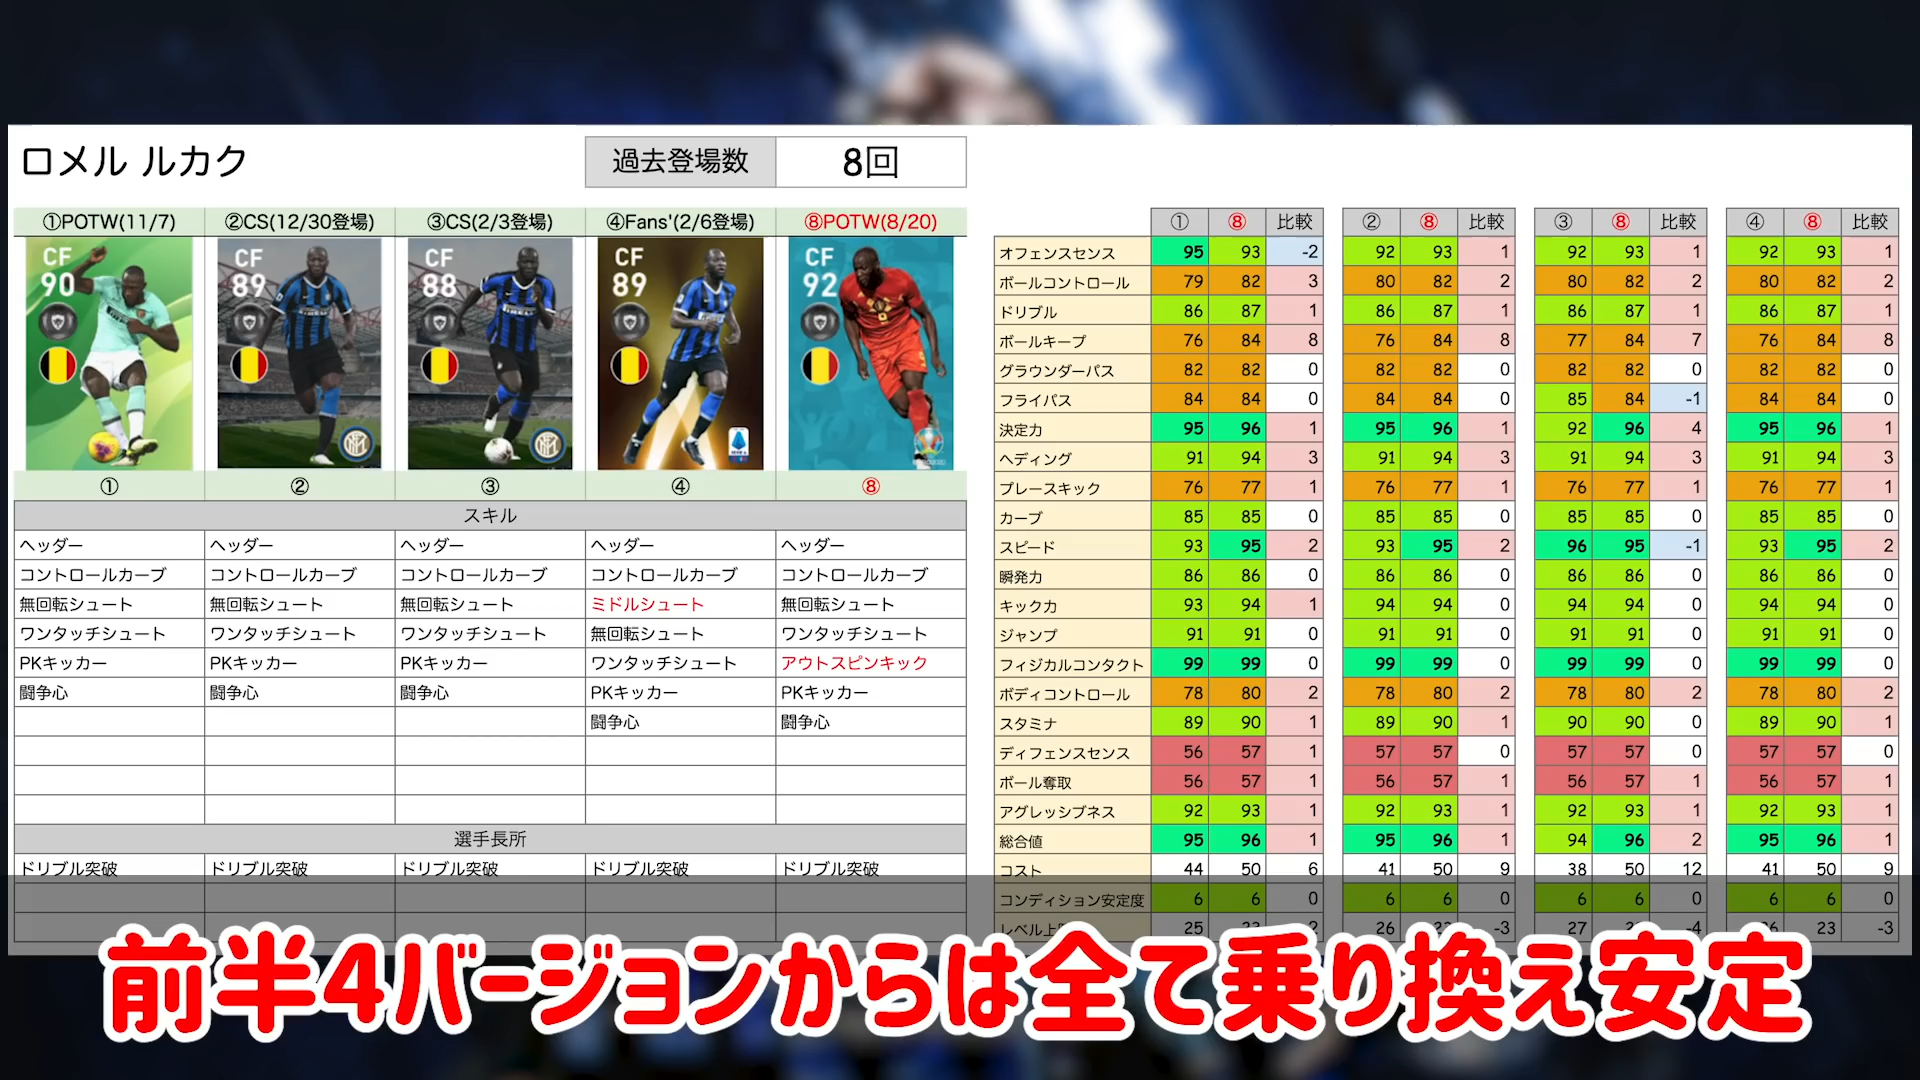 ロメル ルカク
過去登場数 8回
①POTW(11/7) ②CS(12/30登場) ③CS(2/3登場) ④Fans'(2/6登場) ⑧POTW(8/20)
CF CF CF CF CF
90 89 88 89 92
① ② ③ ④ ⑧
スキル
ヘッダー ヘッダー ヘッダー ヘッダー ヘッダー
コントロールカーブ コントロールカーブ コントロールカーブ コントロールカーブ コントロールカーブ
無回転シュート 無回転シュート 無回転シュート ミドルシュート 無回転シュート
ワンタッチシュート ワンタッチシュート ワンタッチシュート 無回転シュート ワンタッチシュート
PKキッカー PKキッカー PKキッカー ワンタッチシュート アウトスピンキック
闘争心 闘争心 闘争心 PKキッカー PKキッカー
闘争心 闘争心
選手長所
ドリブル突破 ドリブル突破 ドリブル突破 ドリブル突破 ドリブル突破
① ⑧ 比較 ② ⑧ 比較 ③ ⑧ 比較 ④ ⑧ 比較
オフェンスセンス 95 93 -2 92 93 1 92 93 1 92 93 1
ボールコントロール 79 82 3 80 82 2 80 82 2 80 82 2
ドリブル 86 87 1 86 87 1 86 87 1 86 87 1
ボールキープ 76 84 8 76 84 8 77 84 7 76 84 8
グラウンダーパス 82 82 0 82 82 0 82 82 0 82 82 0
フライパス 84 84 0 84 84 0 85 84 -1 84 84 0
決定力 95 96 1 95 96 1 92 96 4 95 96 1
ヘディング 91 94 3 91 94 3 91 94 3 91 94 3
プレースキック 76 77 1 76 77 1 76 77 1 76 77 1
カーブ 85 85 0 85 85 0 85 85 0 85 85 0
スピード 93 95 2 93 95 2 96 95 -1 93 95 2
瞬発力 86 86 0 86 86 0 86 86 0 86 86 0
キック力 93 94 1 94 94 0 94 94 0 94 94 0
ジャンプ 91 91 0 91 91 0 91 91 0 91 91 0
フィジカルコンタクト 99 99 0 99 99 0 99 99 0 99 99 0
ボディコントロール 78 80 2 78 80 2 78 80 2 78 80 2
スタミナ 89 90 1 89 90 1 90 90 0 89 90 1
ディフェンスセンス 56 57 1 57 57 0 57 57 0 57 57 0
ボール奪取 56 57 1 56 57 1 56 57 1 56 57 1
アグレッシブネス 92 93 1 92 93 1 92 93 1 92 93 1
総合値 95 96 1 95 96 1 94 96 2 95 96 1
コスト 44 50 6 41 50 9 38 50 12 41 50 9
コンディション安定度 6 6 0 6 6 0 6 6 0 6 6 0
25 26 -3 27 -4 23 -3
前半4バージョンからは全て乗り換え安定